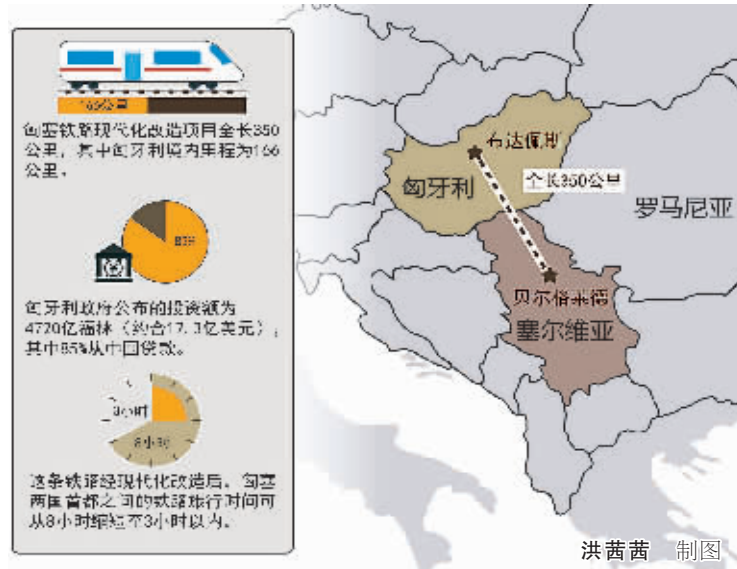 166公里
匈塞铁路现代化改造项目全长350
公里，其中匈牙利境内里程为166
公里。
85%
匈牙利政府公布的投资额为
4720亿福林（约合17.3亿美元），
其中85%从中国贷款。
3小时
8小时
这条铁路经现代化改造后，匈塞
两国首都之间的铁路旅行时间可
从8小时缩短至3小时以内。
布达佩斯
匈牙利
全长350公里
罗马尼亚
贝尔格莱德
塞尔维亚
洪茜茜 制图